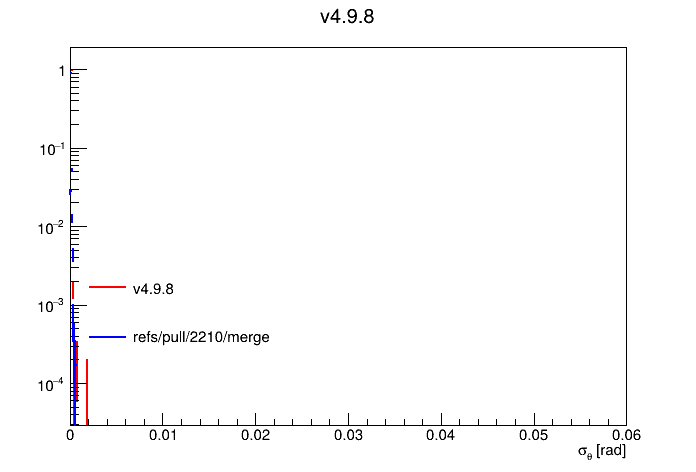 v4.9.8
1
10⁻¹
10⁻²
10⁻³
10⁻⁴
v4.9.8
refs/pull/2210/merge
0 0.01 0.02 0.03 0.04 0.05 0.06
σ_θ [rad]